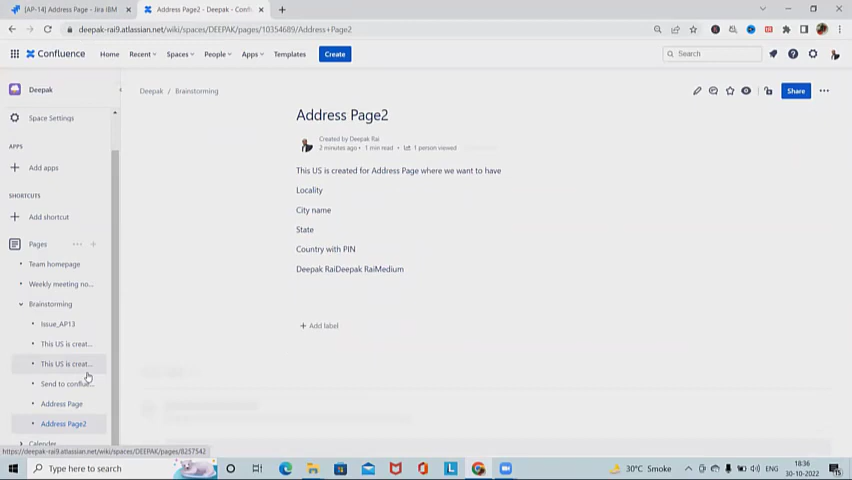 [AP-14] Address Page - Jira IBM
Address Page2 - Deepak - Confl
deepak-rai9.atlassian.net/wiki/spaces/DEEPAK/pages/10354689/Address+Page2
Confluence
Home
Recent
Spaces
People
Apps
Templates
Create
Search
Deepak
Space Settings
APPS
Add apps
SHORTCUTS
Add shortcut
Pages
Team homepage
Weekly meeting no...
Brainstorming
Issue_AP13
This US is creat...
This US is creat...
Send to conflue...
Address Page
Address Page2
Calender
Deepak / Brainstorming
Share
Address Page2
Created by Deepak Rai
2 minutes ago • 1 min read • 1 person viewed
This US is created for Address Page where we want to have
Locality
City name
State
Country with PIN
Deepak RaiDeepak RaiMedium
Add label
https://deepak-rai9.atlassian.net/wiki/spaces/DEEPAK/pages/8257542
Type here to search
30°C Smoke
ENG
18:36
30-10-2022